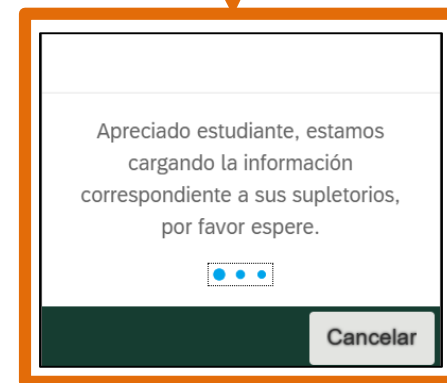 Apreciado estudiante, estamos
cargando la información
correspondiente a sus supletorios,
por favor espere.
Cancelar